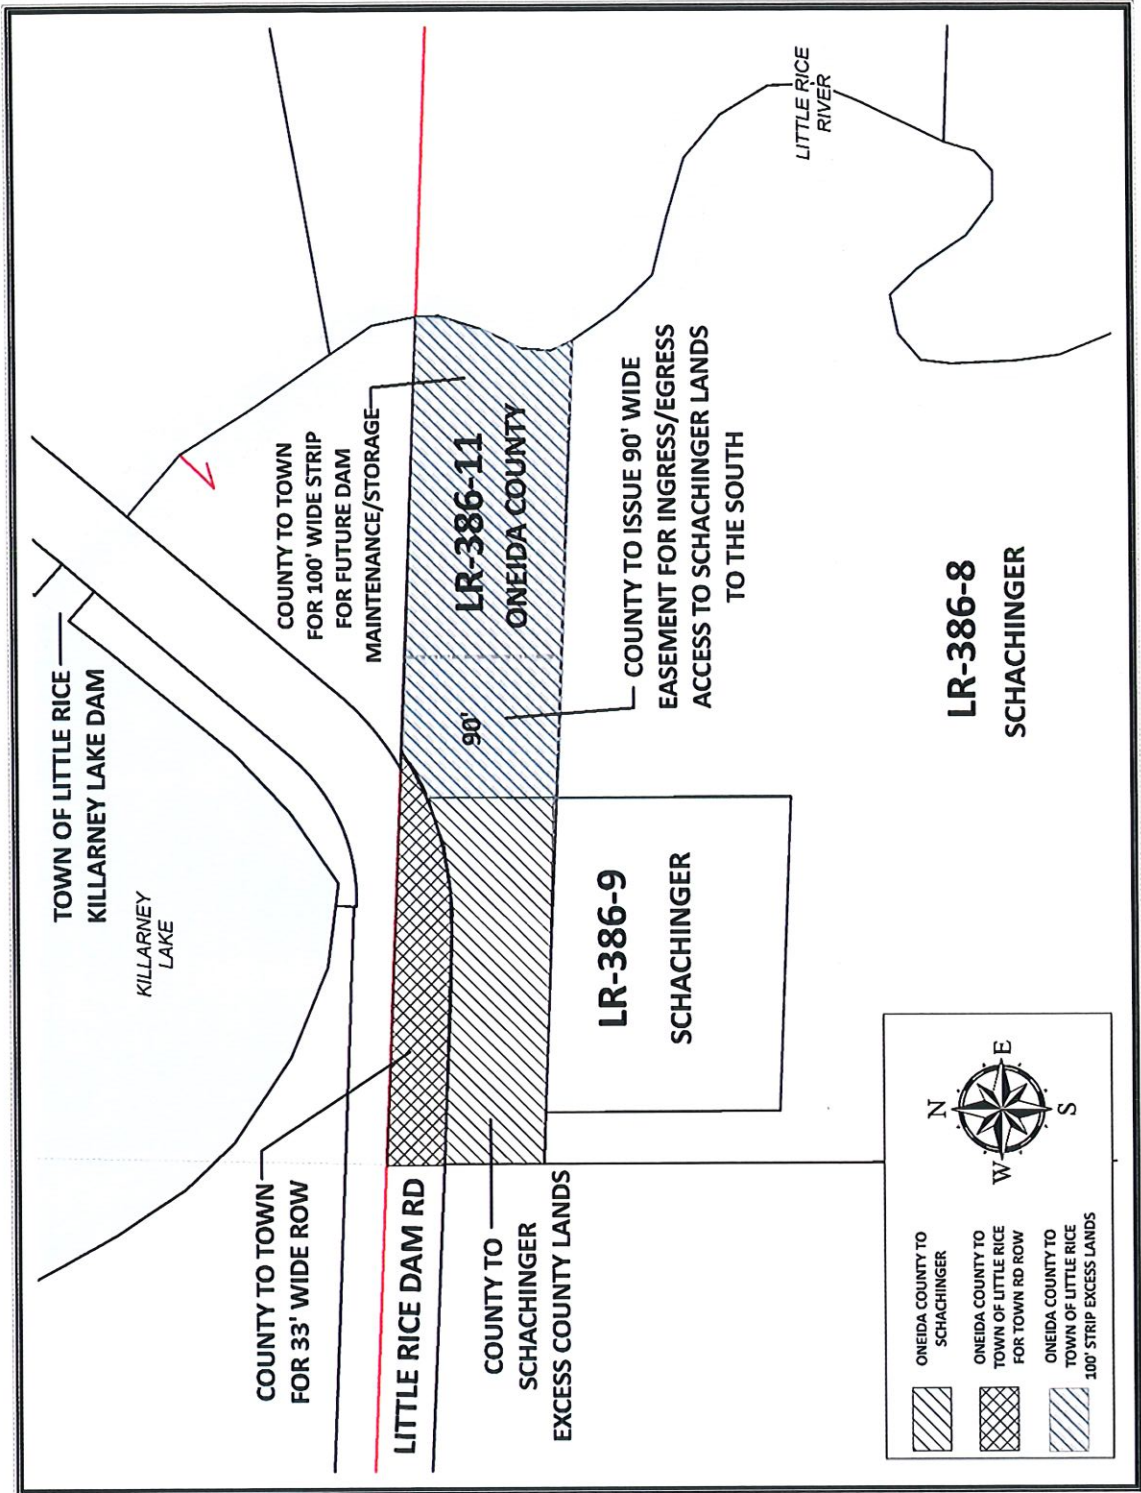 TOWN OF LITTLE RICE
KILLARNEY LAKE DAM
KILLARNEY
LAKE
COUNTY TO TOWN
FOR 33' WIDE ROW
LITTLE RICE DAM RD
COUNTY TO
SCHACHINGER
EXCESS COUNTY LANDS
COUNTY TO TOWN
FOR 100' WIDE STRIP
FOR FUTURE DAM
MAINTENANCE/STORAGE
90'
LR-386-11
ONEIDA COUNTY
COUNTY TO ISSUE 90' WIDE
EASEMENT FOR INGRESS/EGRESS
ACCESS TO SCHACHINGER LANDS
TO THE SOUTH
LR-386-9
SCHACHINGER
LR-386-8
SCHACHINGER
LITTLE RICE
RIVER
ONEIDA COUNTY TO
SCHACHINGER
ONEIDA COUNTY TO
TOWN OF LITTLE RICE
FOR TOWN RD ROW
ONEIDA COUNTY TO
TOWN OF LITTLE RICE
100' STRIP EXCESS LANDS
N
W
E
S